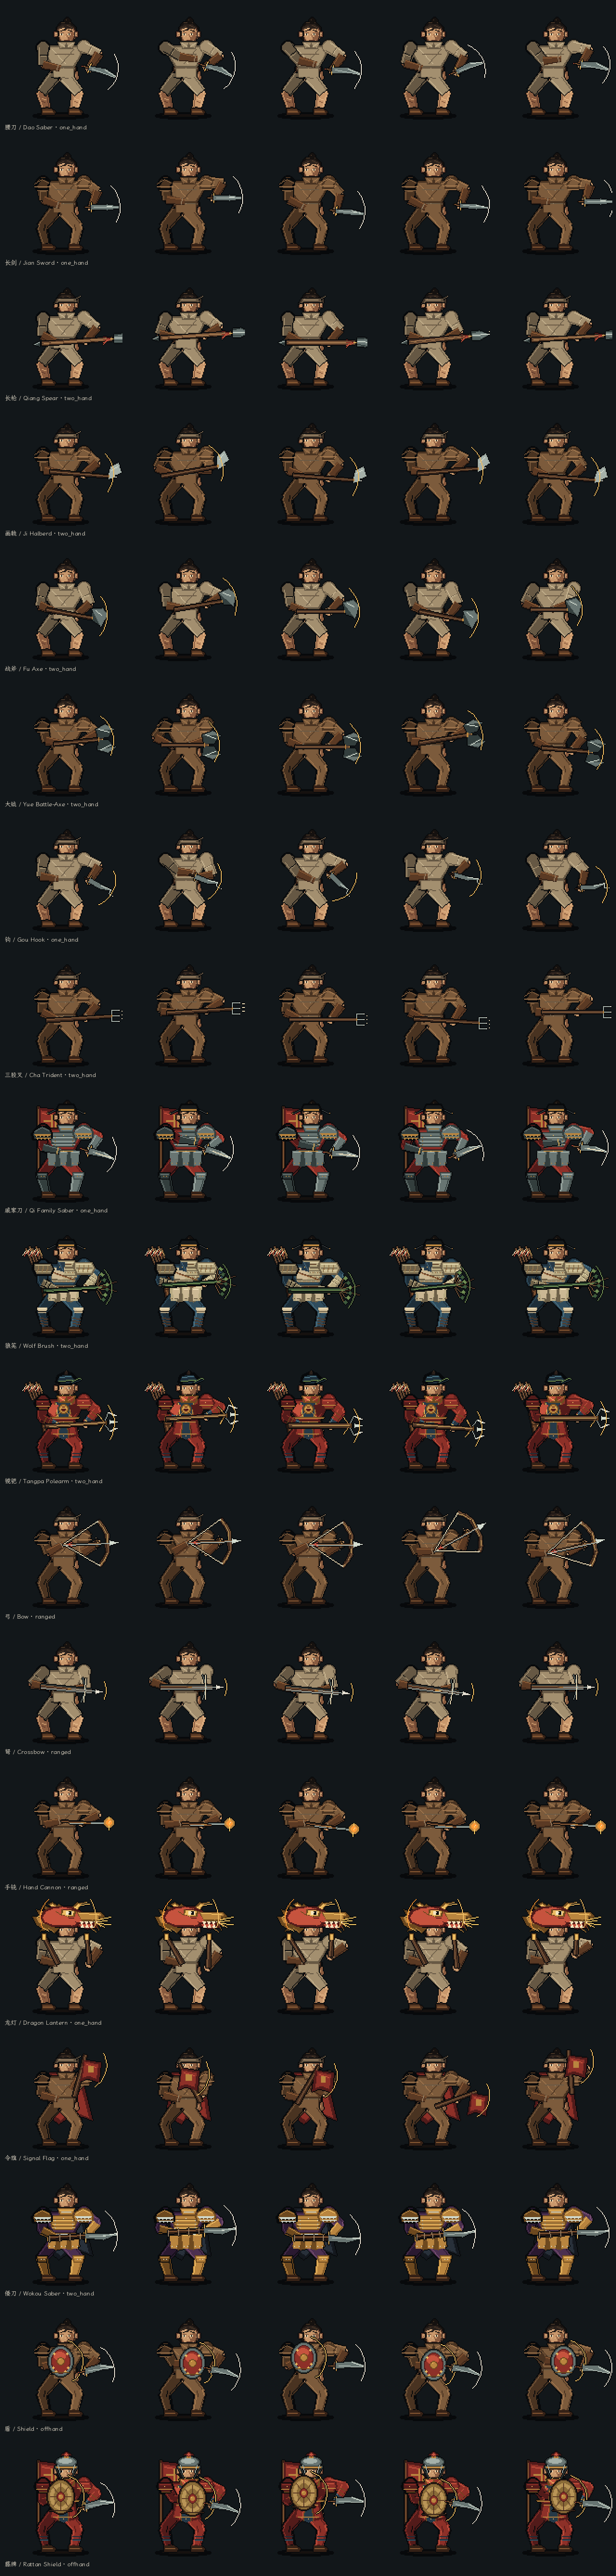 腰刀 / Dao Saber · one_hand
长剑 / Jian Sword · one_hand
长枪 / Qiang Spear · two_hand
画戟 / Ji Halberd · two_hand
战斧 / Fu Axe · two_hand
大钺 / Yue Battle-Axe · two_hand
钩 / Gou Hook · one_hand
三股叉 / Cha Trident · two_hand
戚家刀 / Qi Family Saber · one_hand
狼筅 / Wolf Brush · two_hand
镋钯 / Tangpa Polearm · two_hand
弓 / Bow · ranged
弩 / Crossbow · ranged
手铳 / Hand Cannon · ranged
龙灯 / Dragon Lantern · one_hand
令旗 / Signal Flag · one_hand
倭刀 / Wokou Saber · two_hand
盾 / Shield · offhand
藤牌 / Rattan Shield · offhand